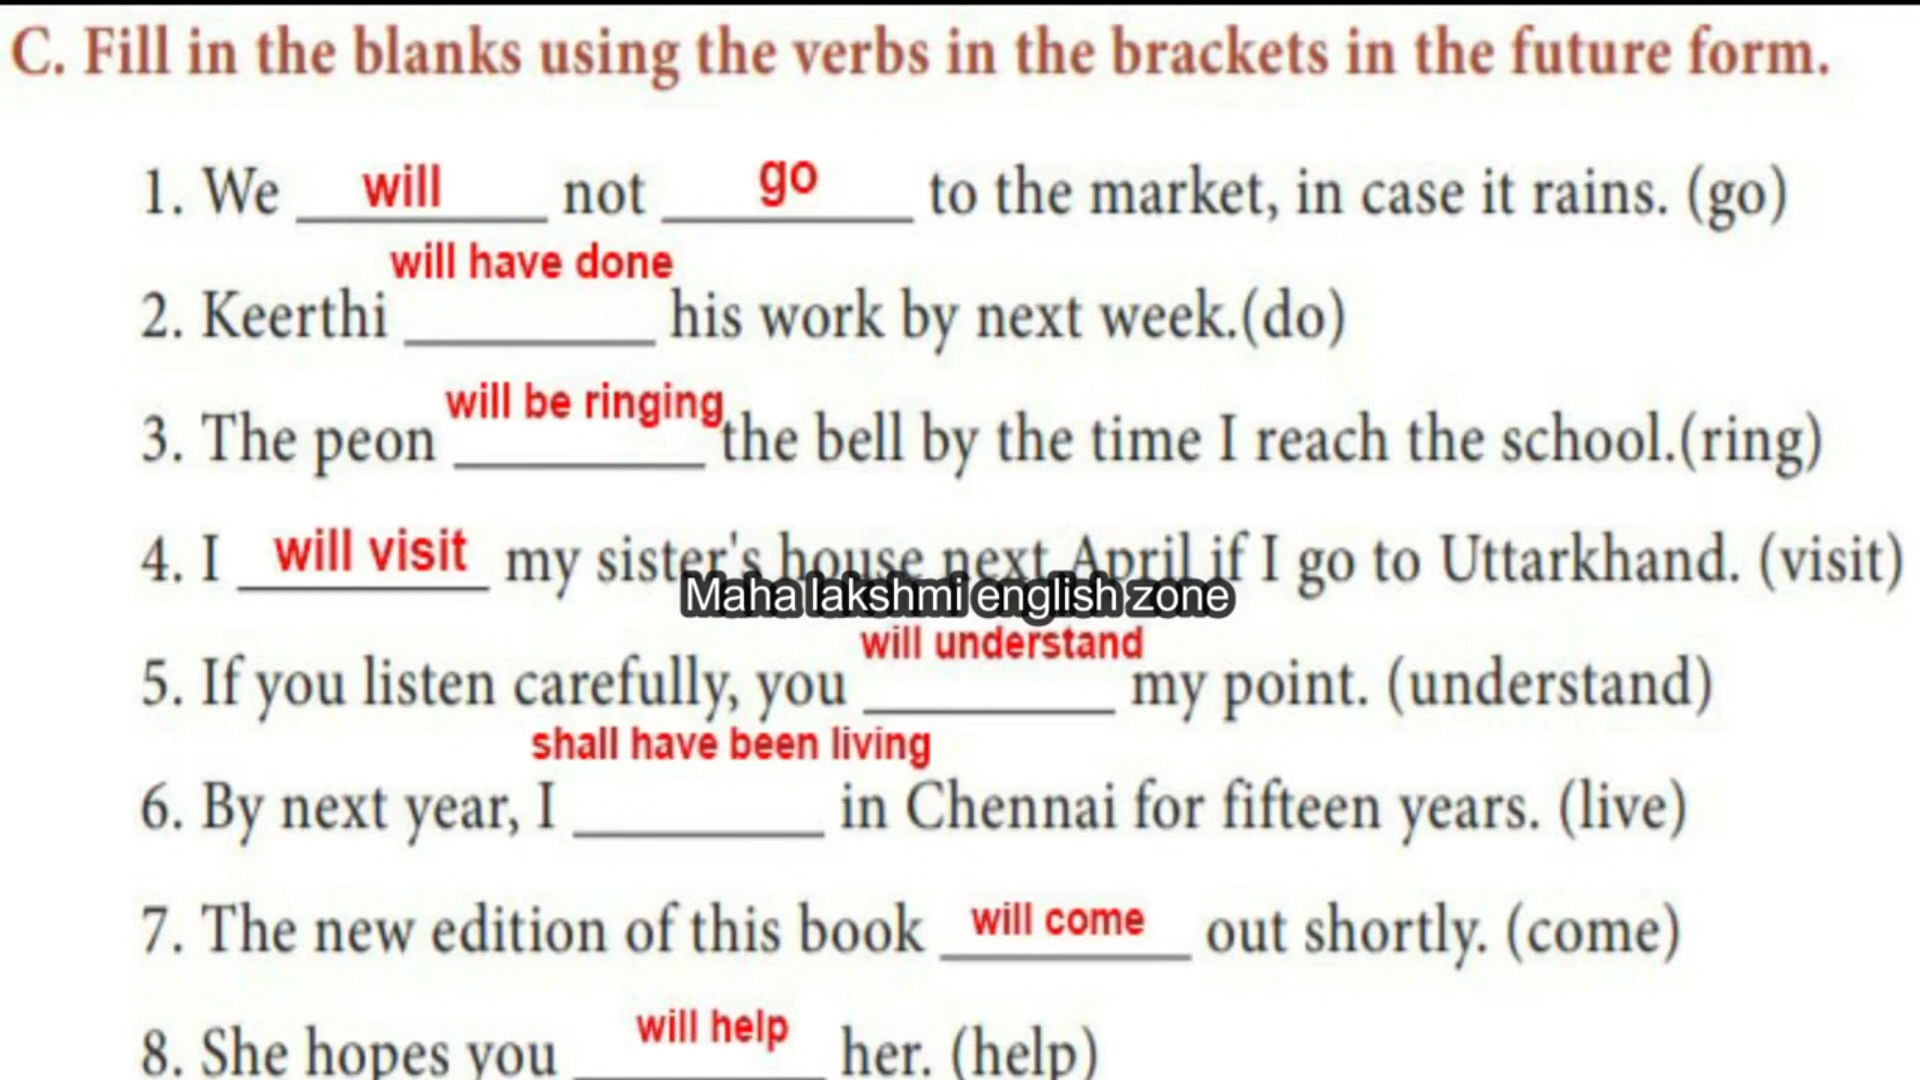 C. Fill in the blanks using the verbs in the brackets in the future form.
1. We will not go to the market, in case it rains. (go)
will have done
2. Keerthi __________ his work by next week.(do)
will be ringing
3. The peon __________ the bell by the time I reach the school.(ring)
4. I will visit my sister's house next April if I go to Uttarkhand. (visit)
Maha lakshmi english zone
will understand
5. If you listen carefully, you __________ my point. (understand)
shall have been living
6. By next year, I __________ in Chennai for fifteen years. (live)
7. The new edition of this book will come out shortly. (come)
will help
8. She hopes you __________ her. (help)